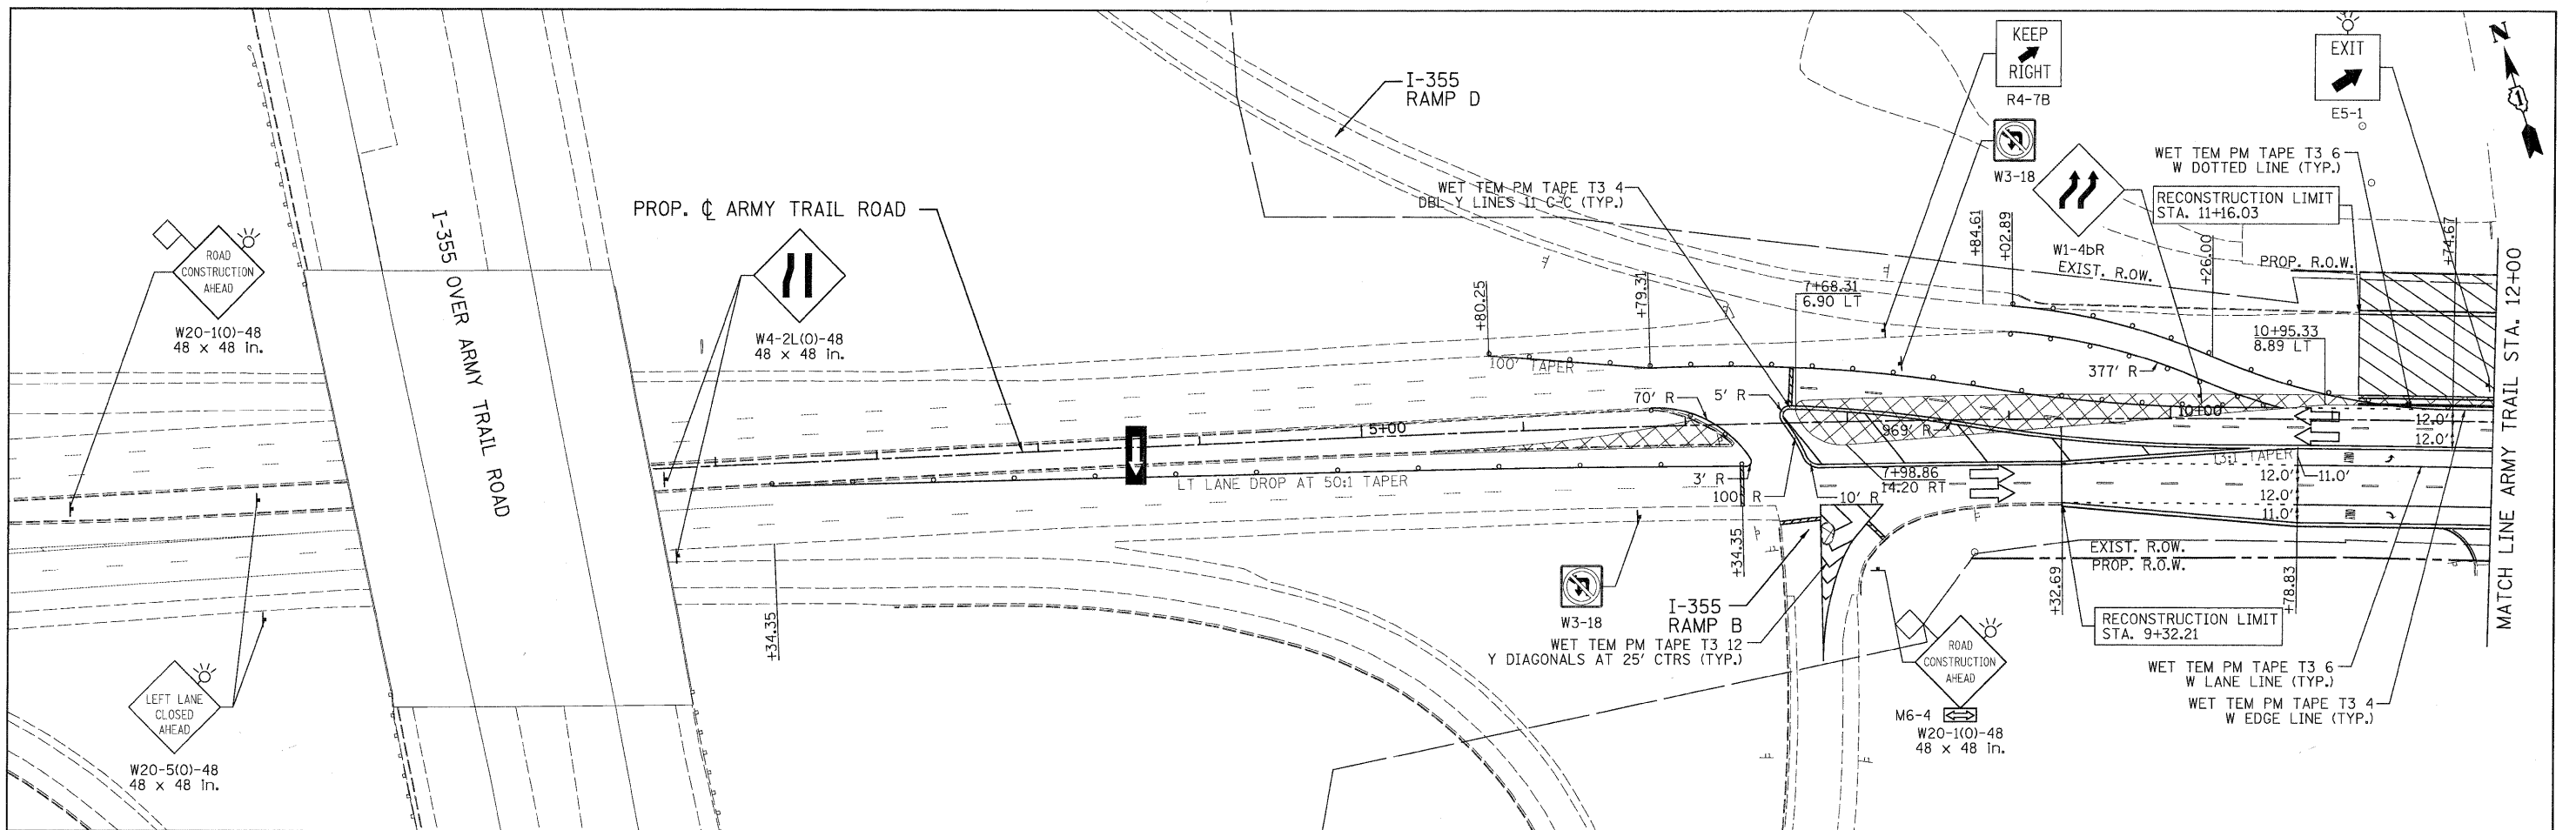 KEEP
RIGHT
R4-7B
EXIT
E5-1
N
1
I-355
RAMP D
W3-18
WET TEM PM TAPE T3 6
W DOTTED LINE (TYP.)
WET TEM PM TAPE T3 4
DBL Y LINES 11 C-C (TYP.)
RECONSTRUCTION LIMIT
STA. 11+16.03
PROP. ℄ ARMY TRAIL ROAD
I-355 OVER ARMY TRAIL ROAD
ROAD
CONSTRUCTION
AHEAD
W20-1(O)-48
48 x 48 in.
W4-2L(O)-48
48 x 48 in.
W1-4bR
EXIST. R.OW.
PROP. R.O.W.
+84.61
+02.89
+26.00
+74.67
+80.25
+79.31
7+68.31
6.90 LT
10+95.33
8.89 LT
100' TAPER
377' R
70' R
5' R
5+00
10+00
969' R
12.0'
12.0'
LT LANE DROP AT 50:1 TAPER
3' R
100 R
10' R
7+98.86
14.20 RT
13:1 TAPER
12.0'
11.0'
12.0'
11.0'
MATCH LINE ARMY TRAIL STA. 12+00
+34.35
+34.35
+32.69
+78.83
EXIST. R.OW.
PROP. R.O.W.
W3-18
I-355
RAMP B
WET TEM PM TAPE T3 12
Y DIAGONALS AT 25' CTRS (TYP.)
RECONSTRUCTION LIMIT
STA. 9+32.21
ROAD
CONSTRUCTION
AHEAD
M6-4
W20-1(O)-48
48 x 48 in.
WET TEM PM TAPE T3 6
W LANE LINE (TYP.)
WET TEM PM TAPE T3 4
W EDGE LINE (TYP.)
LEFT LANE
CLOSED
AHEAD
W20-5(O)-48
48 x 48 in.